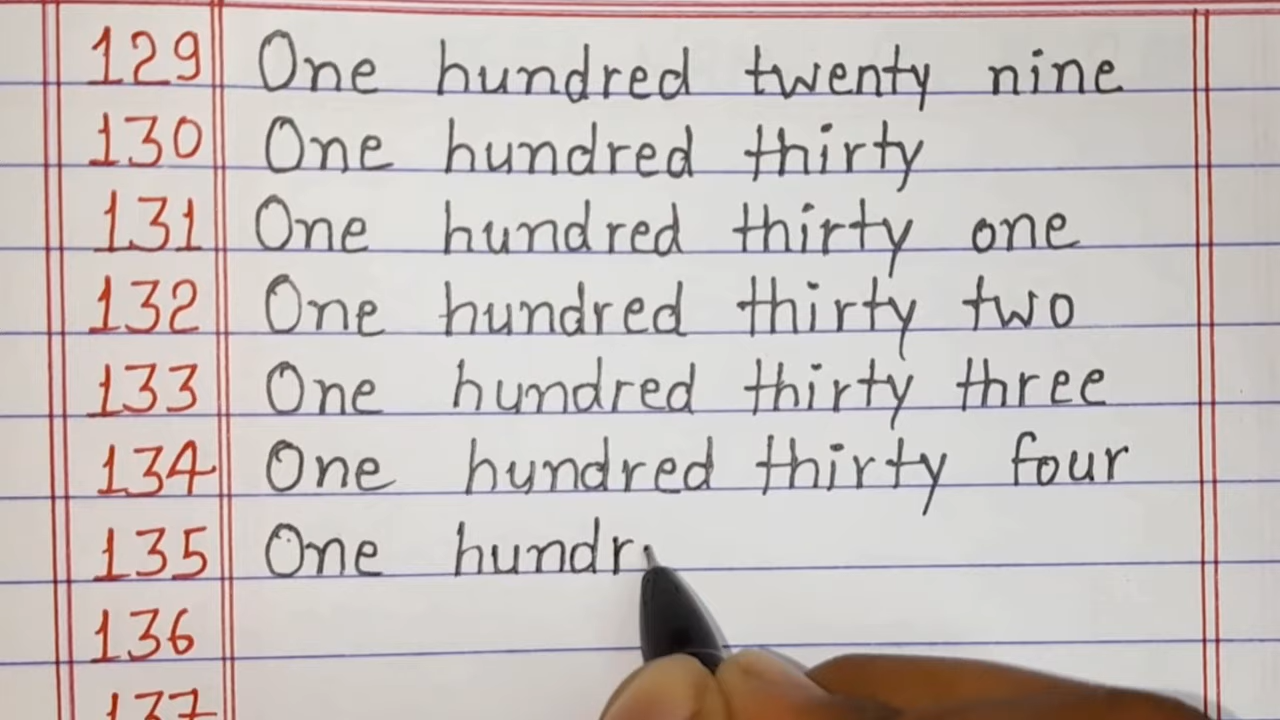 129 One hundred twenty nine
130 One hundred thirty
131 One hundred thirty one
132 One hundred thirty two
133 One hundred thirty three
134 One hundred thirty four
135 One hundr
136
137